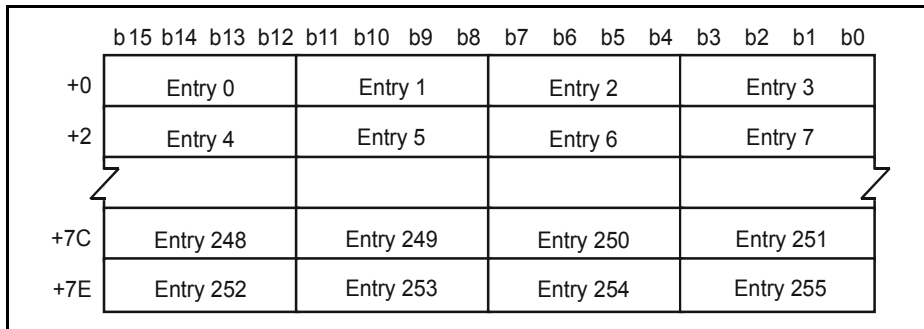 b15 b14 b13 b12 b11 b10 b9 b8 b7 b6 b5 b4 b3 b2 b1 b0
+0 Entry 0 Entry 1 Entry 2 Entry 3
+2 Entry 4 Entry 5 Entry 6 Entry 7
+7C Entry 248 Entry 249 Entry 250 Entry 251
+7E Entry 252 Entry 253 Entry 254 Entry 255